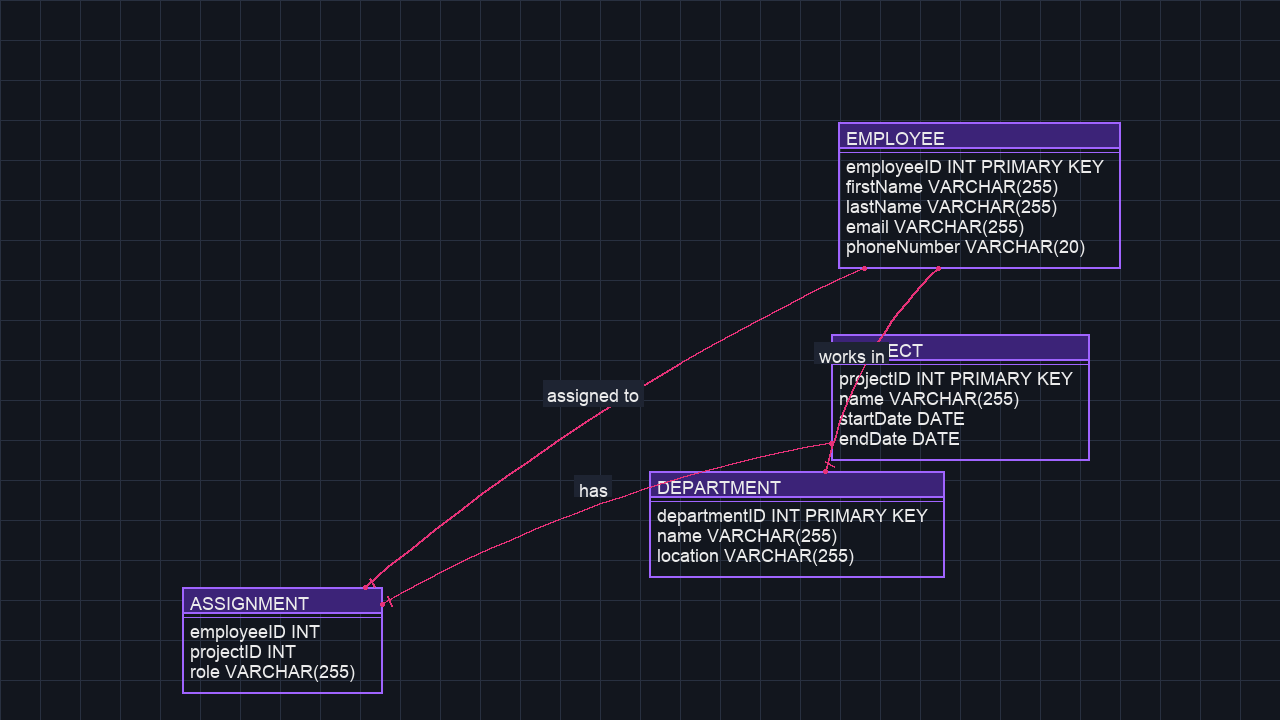 EMPLOYEE
employeeID INT PRIMARY KEY
firstName VARCHAR(255)
lastName VARCHAR(255)
email VARCHAR(255)
phoneNumber VARCHAR(20)
works in
projectID INT PRIMARY KEY
name VARCHAR(255)
startDate DATE
endDate DATE
assigned to
has
DEPARTMENT
departmentID INT PRIMARY KEY
name VARCHAR(255)
location VARCHAR(255)
ASSIGNMENT
employeeID INT
projectID INT
role VARCHAR(255)